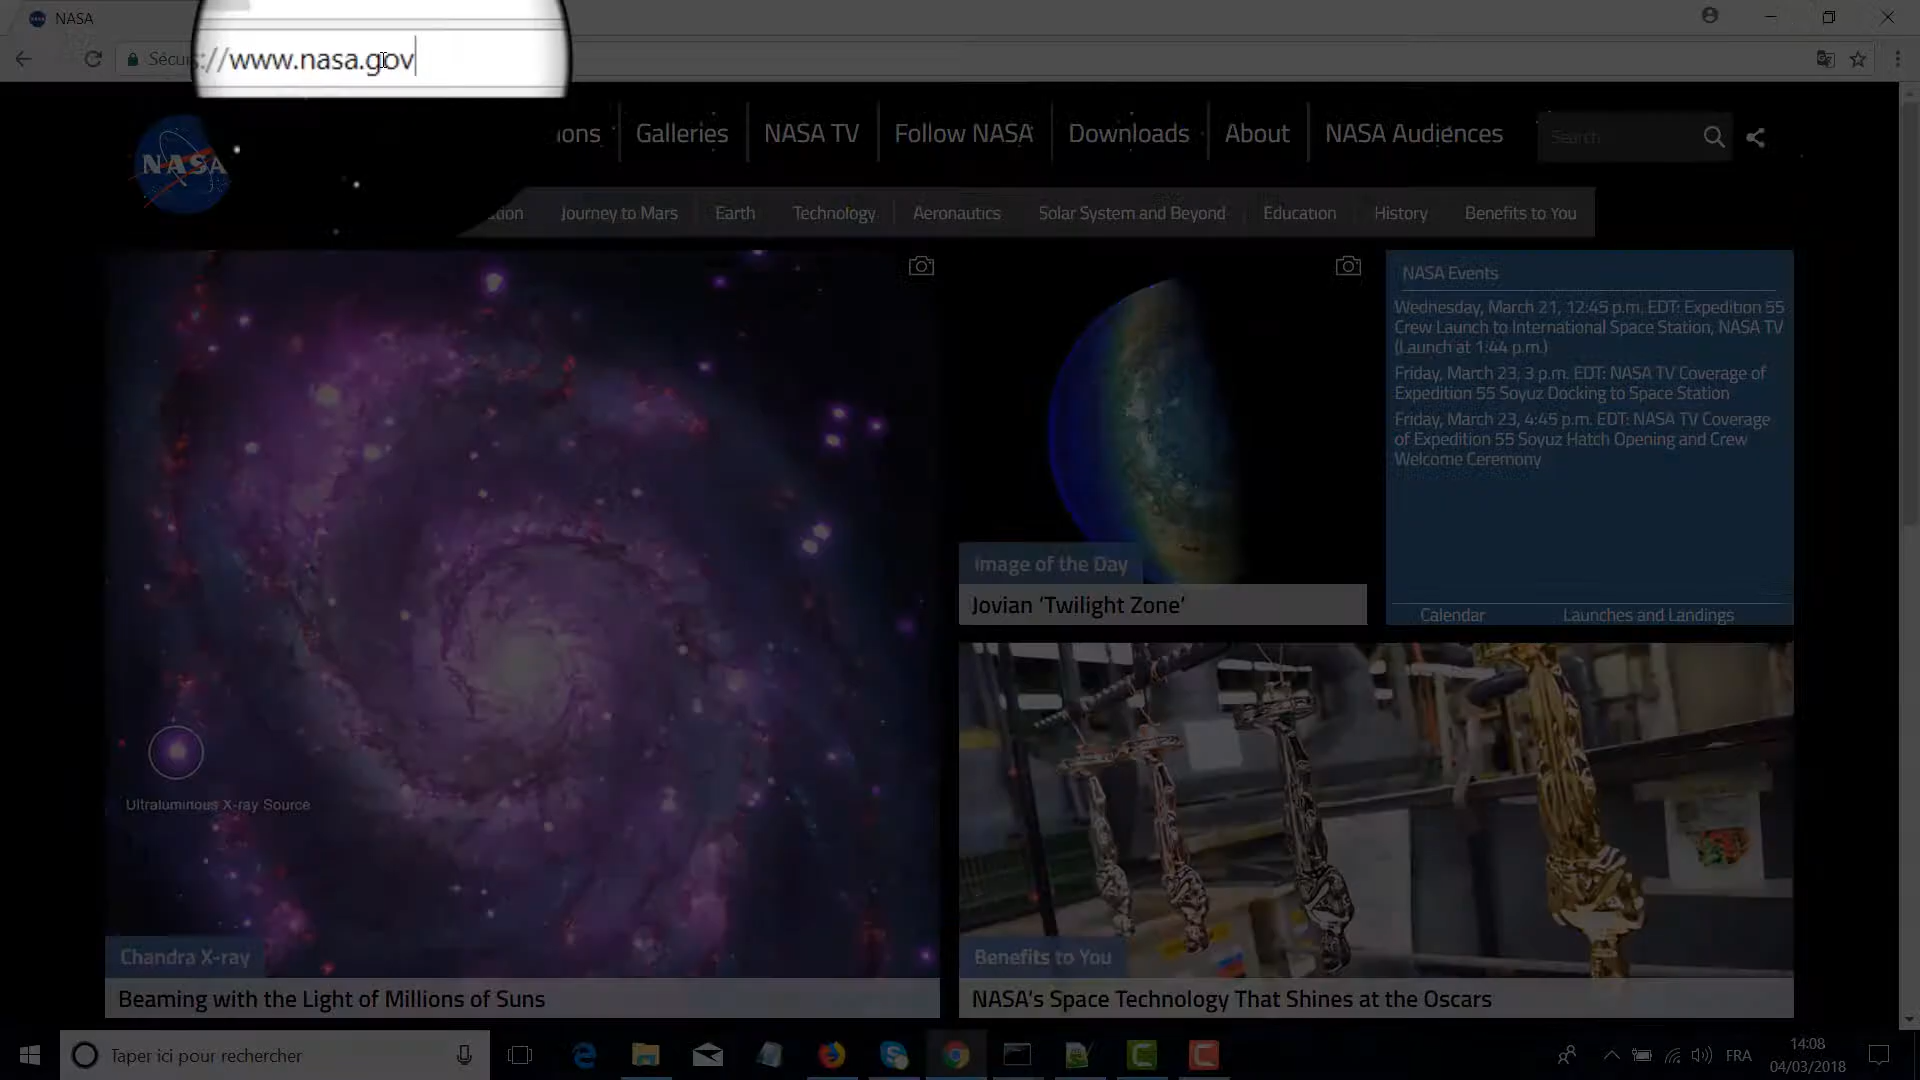 NASA
Sécur
s://www.nasa.gov
NASA
ions
Galleries
NASA TV
Follow NASA
Downloads
About
NASA Audiences
Search
Journey to Mars
Earth
Technology
Aeronautics
Solar System and Beyond
Education
History
Benefits to You
NASA Events
Wednesday, March 21, 12:45 p.m. EDT: Expedition 55
Crew Launch to International Space Station, NASA TV
(Launch at 1:44 p.m.)
Friday, March 23, 3 p.m. EDT: NASA TV Coverage of
Expedition 55 Soyuz Docking to Space Station
Friday, March 23, 4:45 p.m. EDT: NASA TV Coverage
of Expedition 55 Soyuz Hatch Opening and Crew
Welcome Ceremony
Calendar
Launches and Landings
Image of the Day
Jovian ‘Twilight Zone’
Ultraluminous X-ray Source
Chandra X-ray
Beaming with the Light of Millions of Suns
Benefits to You
NASA’s Space Technology That Shines at the Oscars
Taper ici pour rechercher
FRA
14:08
04/03/2018